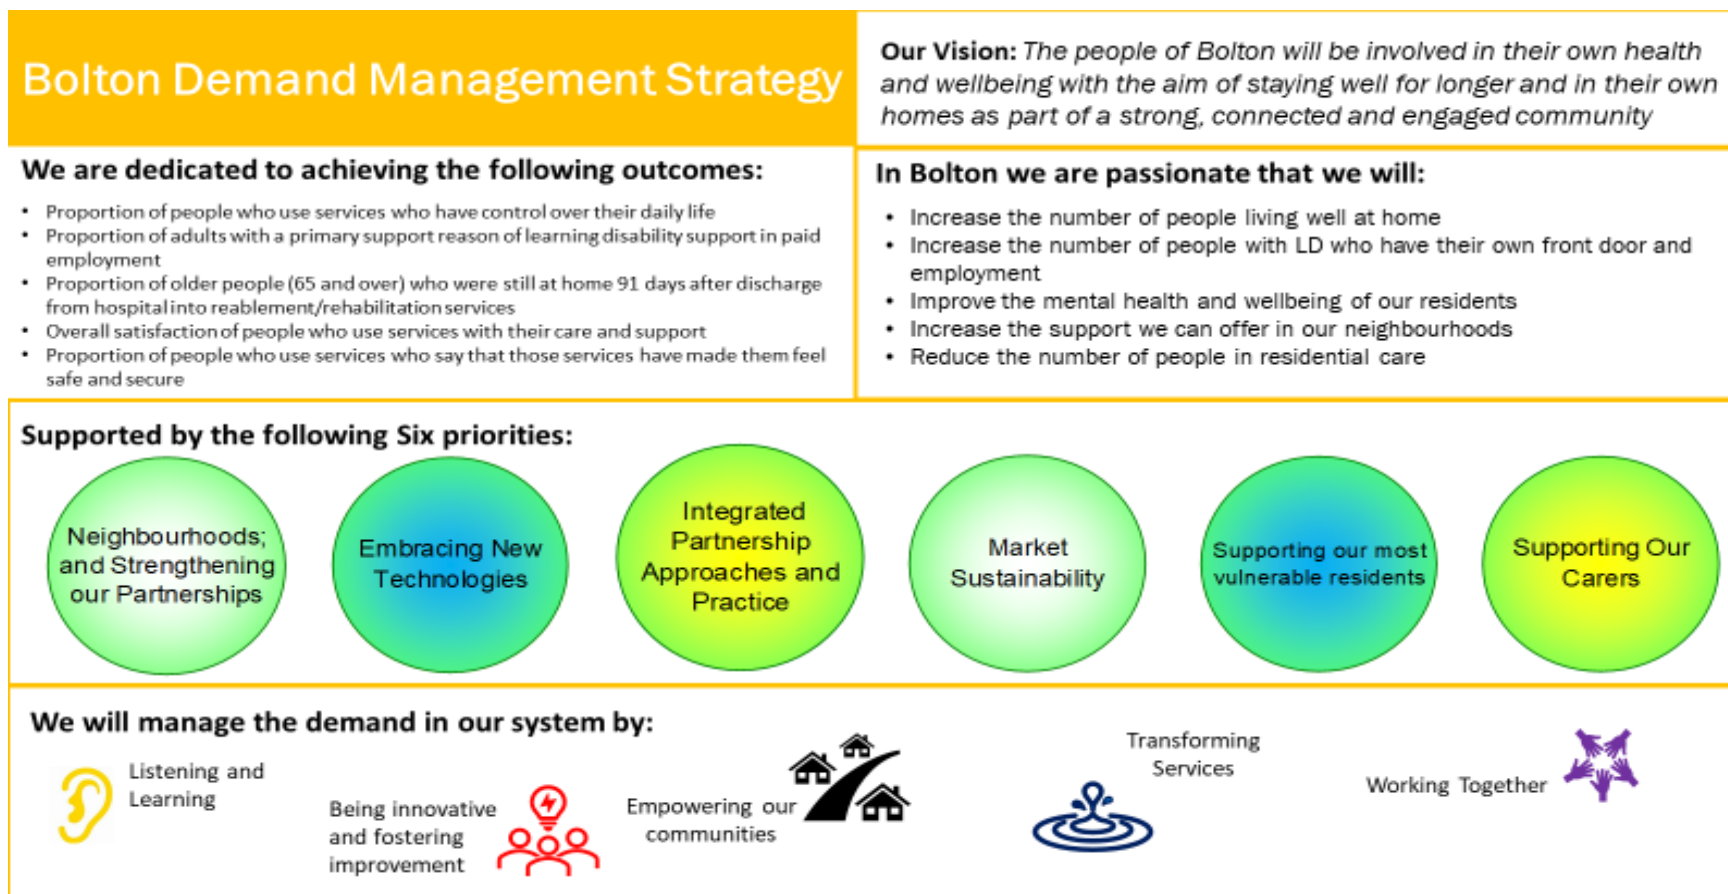 Bolton Demand Management Strategy
Our Vision: The people of Bolton will be involved in their own health
and wellbeing with the aim of staying well for longer and in their own
homes as part of a strong, connected and engaged community
We are dedicated to achieving the following outcomes:
• Proportion of people who use services who have control over their daily life
• Proportion of adults with a primary support reason of learning disability support in paid
employment
• Proportion of older people (65 and over) who were still at home 91 days after discharge
from hospital into reablement/rehabilitation services
• Overall satisfaction of people who use services with their care and support
• Proportion of people who use services who say that those services have made them feel
safe and secure
In Bolton we are passionate that we will:
• Increase the number of people living well at home
• Increase the number of people with LD who have their own front door and
employment
• Improve the mental health and wellbeing of our residents
• Increase the support we can offer in our neighbourhoods
• Reduce the number of people in residential care
Supported by the following Six priorities:
Neighbourhoods;
and Strengthening
our Partnerships
Embracing New
Technologies
Integrated
Partnership
Approaches and
Practice
Market
Sustainability
Supporting our most
vulnerable residents
Supporting Our
Carers
We will manage the demand in our system by:
Listening and
Learning
Being innovative
and fostering
improvement
Empowering our
communities
Transforming
Services
Working Together